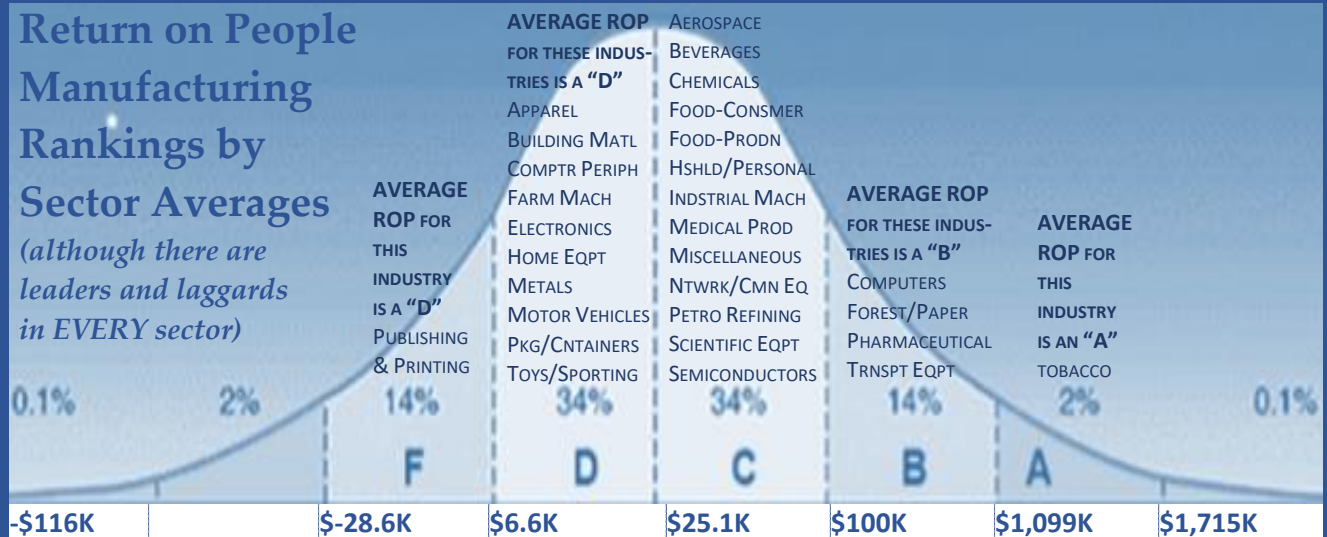 Return on People
Manufacturing
Rankings by
Sector Averages
(although there are
leaders and laggards
in EVERY sector)
AVERAGE
ROP FOR
THIS
INDUSTRY
IS A “D”
PUBLISHING
& PRINTING
AVERAGE ROP
FOR THESE INDUS-
TRIES IS A “D”
APPAREL
BUILDING MATL
COMPTR PERIPH
FARM MACH
ELECTRONICS
HOME EQPT
METALS
MOTOR VEHICLES
PKG/CNTAINERS
TOYS/SPORTING
AEROSPACE
BEVERAGES
CHEMICALS
FOOD-CONSMER
FOOD-PRODN
HSHLD/PERSONAL
INDSTRIAL MACH
MEDICAL PROD
MISCELLANEOUS
NTWRK/CMN EQ
PETRO REFINING
SCIENTIFIC EQPT
SEMICONDUCTORS
AVERAGE ROP
FOR THESE INDUS-
TRIES IS A “B”
COMPUTERS
FOREST/PAPER
PHARMACEUTICAL
TRNSPT EQPT
AVERAGE
ROP FOR
THIS
INDUSTRY
IS AN “A”
TOBACCO
0.1% 2% 14% 34% 34% 14% 2% 0.1%
F D C B A
-$116K $-28.6K $6.6K $25.1K $100K $1,099K $1,715K